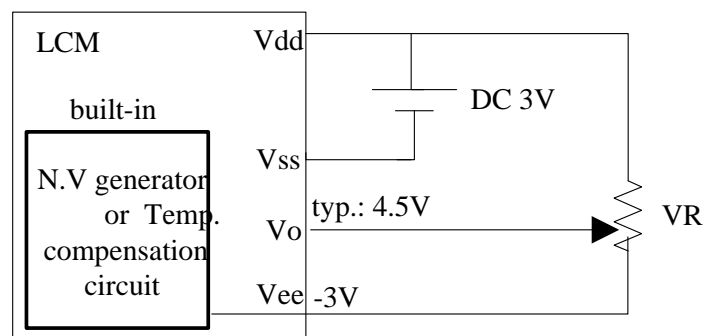 LCM
Vdd
built-in
DC 3V
N.V generator
or Temp.
compensation
circuit
Vss
typ.: 4.5V
Vo
VR
Vee
-3V